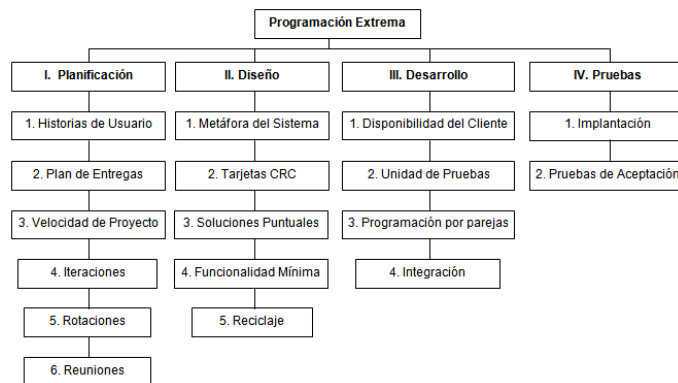 Programación Extrema
I. Planificación
II. Diseño
III. Desarrollo
IV. Pruebas
1. Historias de Usuario
1. Metáfora del Sistema
1. Disponibilidad del Cliente
1. Implantación
2. Plan de Entregas
2. Tarjetas CRC
2. Unidad de Pruebas
2. Pruebas de Aceptación
3. Velocidad de Proyecto
3. Soluciones Puntuales
3. Programación por parejas
4. Iteraciones
4. Funcionalidad Mínima
4. Integración
5. Rotaciones
5. Reciclaje
6. Reuniones